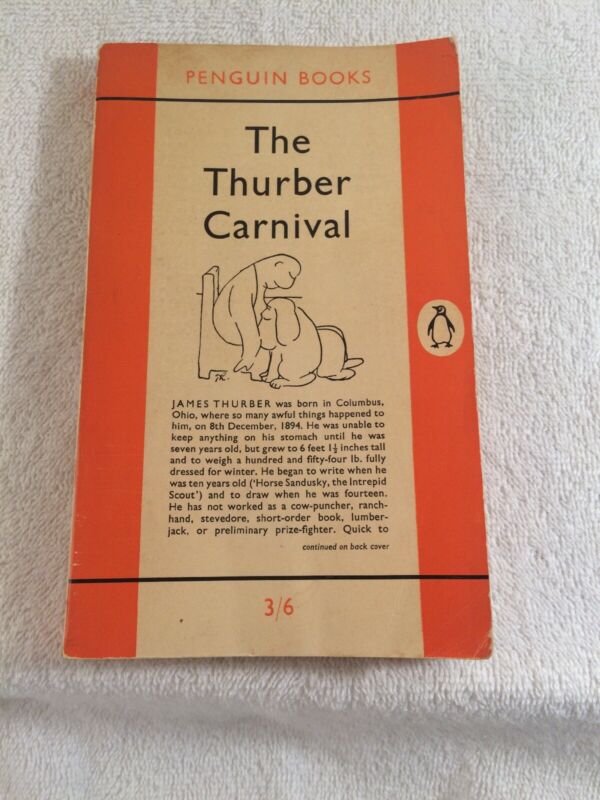 PENGUIN BOOKS
The
Thurber
Carnival
JAMES THURBER was born in Columbus,
Ohio, where so many awful things happened to
him, on 8th December, 1894. He was unable to
keep anything on his stomach until he was
seven years old, but grew to 6 feet 1½ inches tall
and to weigh a hundred and fifty-four lb. fully
dressed for winter. He began to write when he
was ten years old ('Horse Sandusky, the Intrepid
Scout') and to draw when he was fourteen.
He has not worked as a cow-puncher, ranch-
hand, stevedore, short-order book, lumber-
jack, or preliminary prize-fighter. Quick to
continued on back cover
3/6